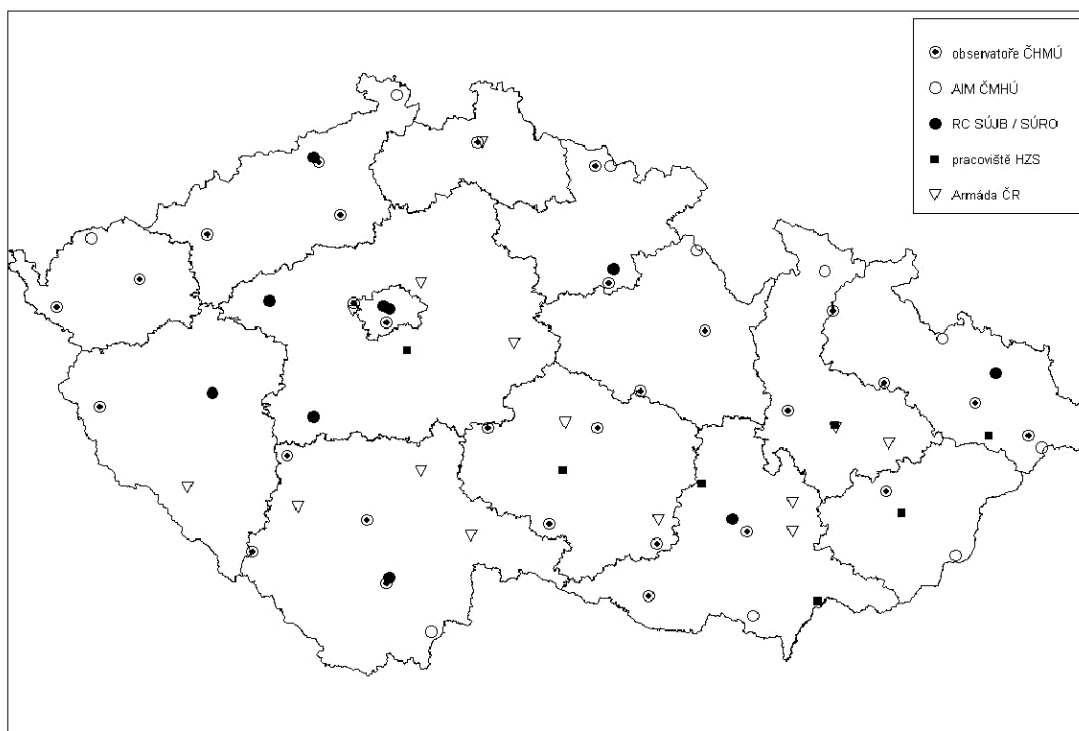 observatoře ČHMÚ
AIM ČMHÚ
RC SÚJB / SÚRO
pracoviště HZS
Armáda ČR